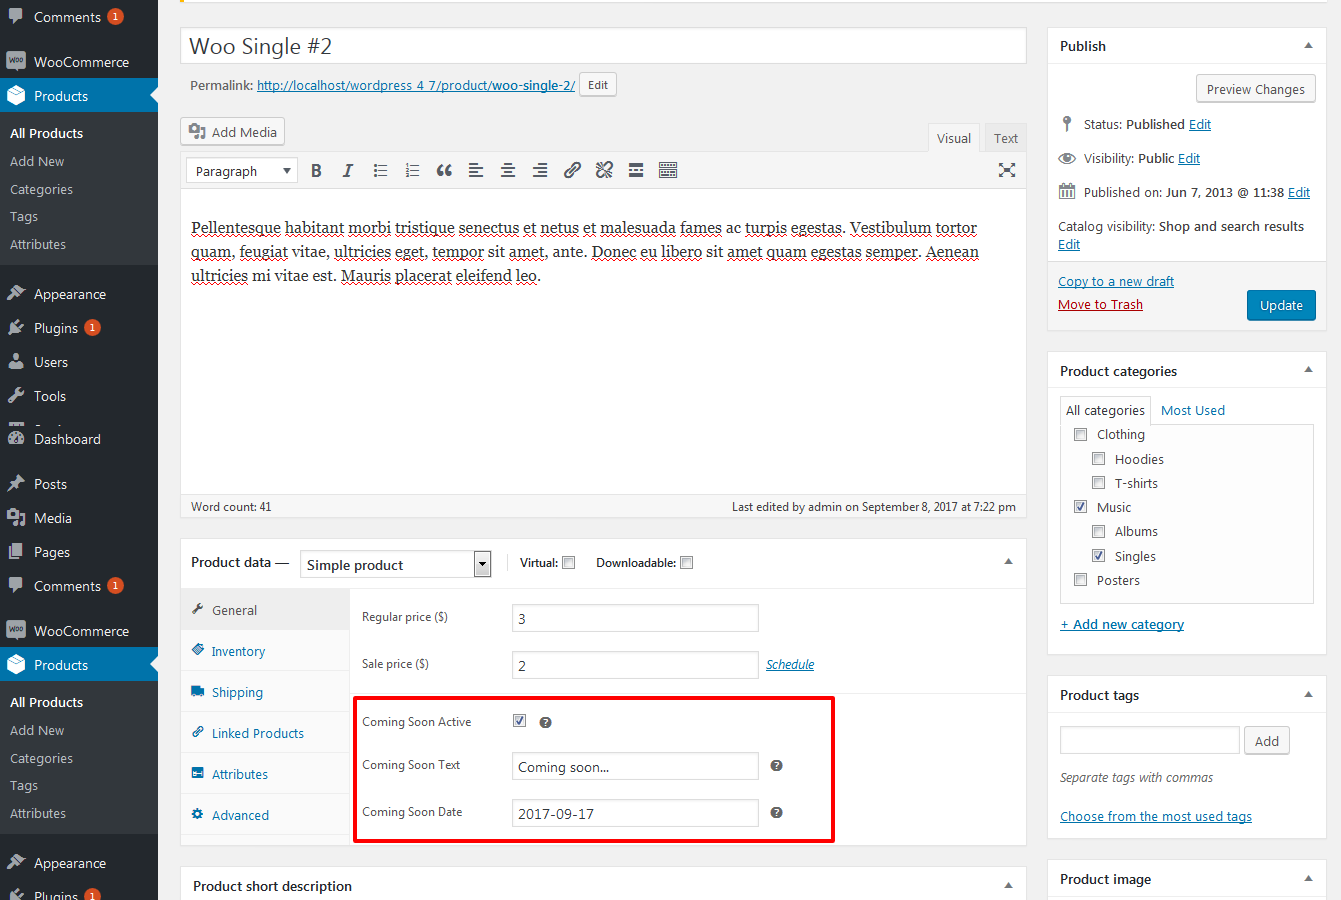 Comments 1
WooCommerce
Products
All Products
Add New
Categories
Tags
Attributes
Appearance
Plugins 1
Users
Tools
Dashboard
Posts
Media
Pages
Comments 1
WooCommerce
Products
All Products
Add New
Categories
Tags
Attributes
Appearance
Plugins 1
Woo Single #2
Permalink: http://localhost/wordpress_4_7/product/woo-single-2/ Edit
Add Media
Visual Text
Paragraph
Pellentesque habitant morbi tristique senectus et netus et malesuada fames ac turpis egestas. Vestibulum tortor
quam, feugiat vitae, ultricies eget, tempor sit amet, ante. Donec eu libero sit amet quam egestas semper. Aenean
ultricies mi vitae est. Mauris placerat eleifend leo.
Word count: 41 Last edited by admin on September 8, 2017 at 7:22 pm
Product data — Simple product Virtual: Downloadable:
General
Inventory
Shipping
Linked Products
Attributes
Advanced
Regular price ($) 3
Sale price ($) 2 Schedule
Coming Soon Active
Coming Soon Text Coming soon...
Coming Soon Date 2017-09-17
Product short description
Publish
Preview Changes
Status: Published Edit
Visibility: Public Edit
Published on: Jun 7, 2013 @ 11:38 Edit
Catalog visibility: Shop and search results
Edit
Copy to a new draft
Move to Trash
Update
Product categories
All categories Most Used
Clothing
Hoodies
T-shirts
Music
Albums
Singles
Posters
+ Add new category
Product tags
Add
Separate tags with commas
Choose from the most used tags
Product image